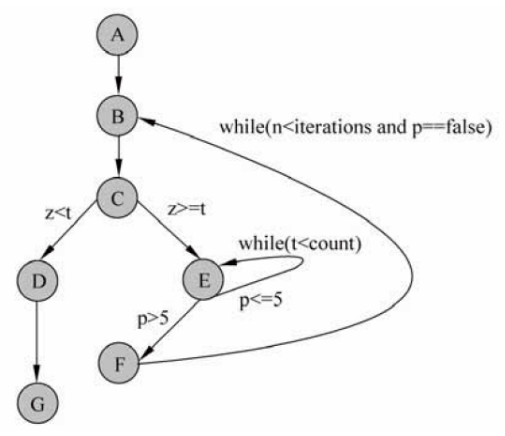 A
B
while(n<iterations and p==false)
C
z<t
z>=t
while(t<count)
D
E
p<=5
p>5
F
G